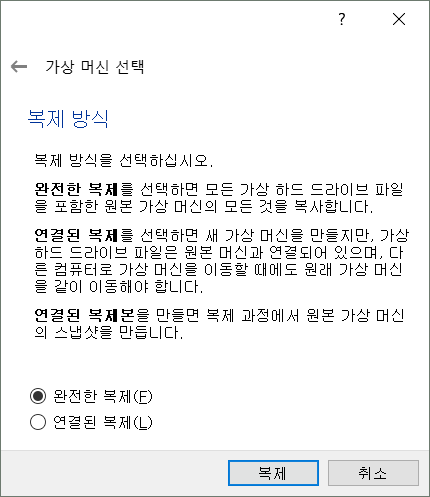 ?
가상 머신 선택
복제 방식
복제 방식을 선택하십시오.
완전한 복제를 선택하면 모든 가상 하드 드라이브 파일
을 포함한 원본 가상 머신의 모든 것을 복사합니다.
연결된 복제를 선택하면 새 가상 머신을 만들지만, 가상
하드 드라이브 파일은 원본 머신과 연결되어 있으며, 다
른 컴퓨터로 가상 머신을 이동할 때에도 원래 가상 머신
을 같이 이동해야 합니다.
연결된 복제본을 만들면 복제 과정에서 원본 가상 머신
의 스냅샷을 만듭니다.
완전한 복제(F)
연결된 복제(L)
복제 취소